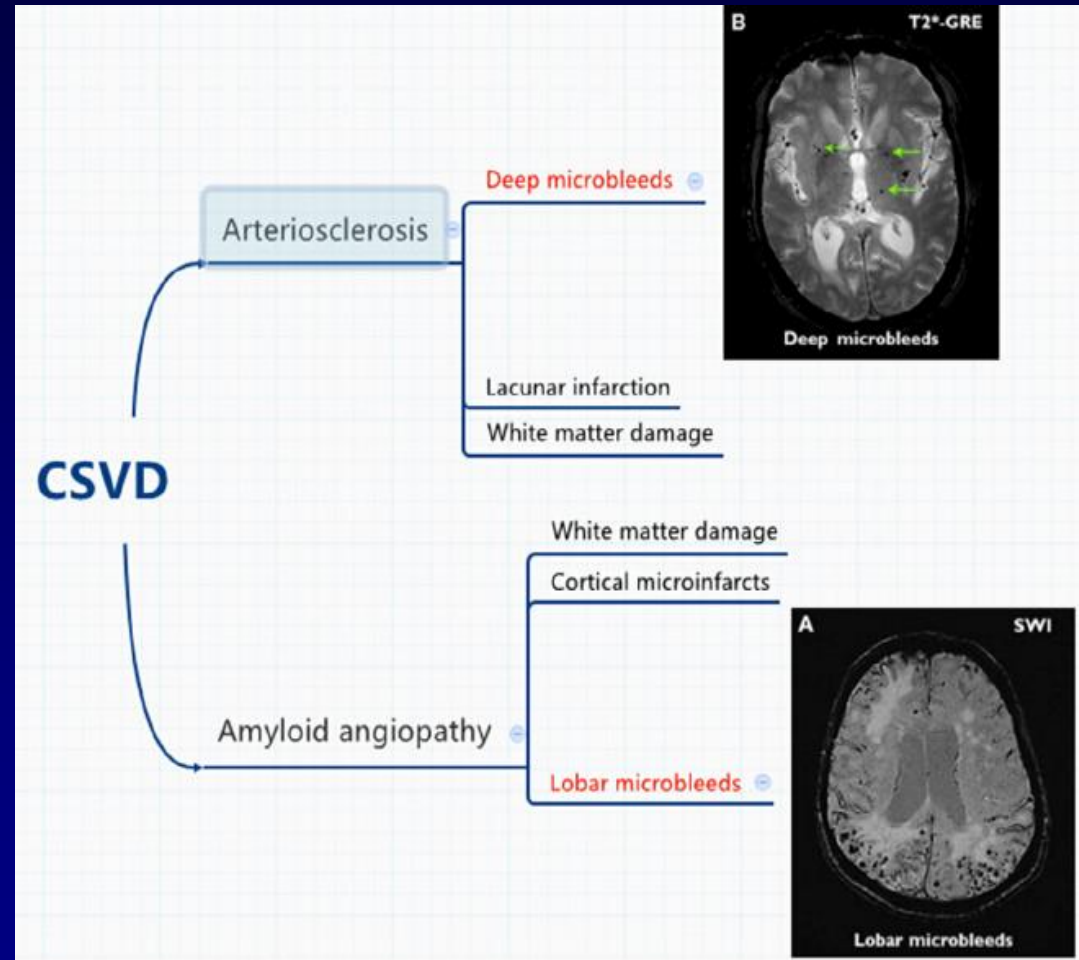 B
T2*-GRE
Deep microbleeds
Deep microbleeds
Arteriosclerosis
Lacunar infarction
White matter damage
CSVD
White matter damage
Cortical microinfarcts
A
SWI
Amyloid angiopathy
Lobar microbleeds
Lobar microbleeds